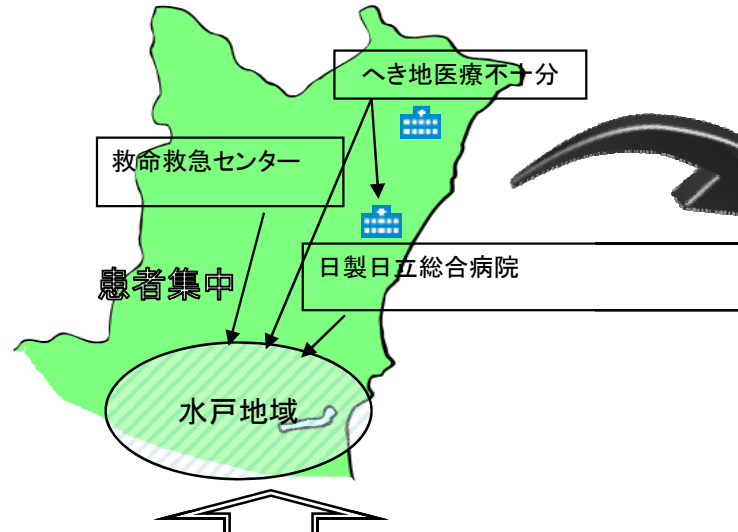 へき地医療不十分
救命救急センター
日製日立総合病院
患者集中
水戸地域